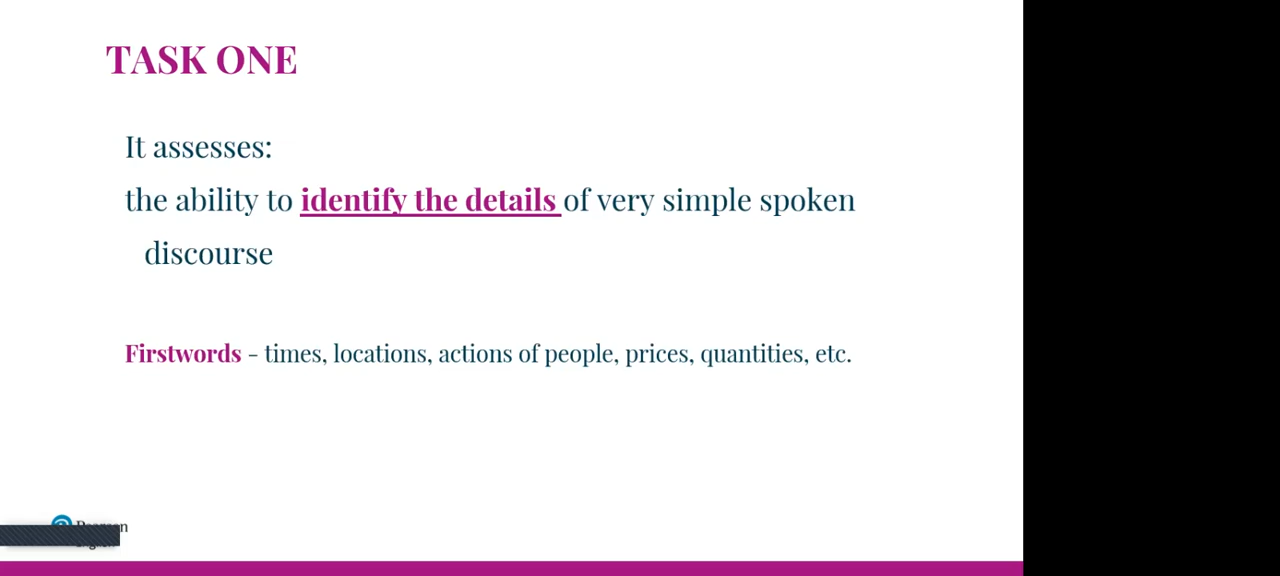 TASK ONE
It assesses:
the ability to identify the details of very simple spoken
discourse
Firstwords - times, locations, actions of people, prices, quantities, etc.